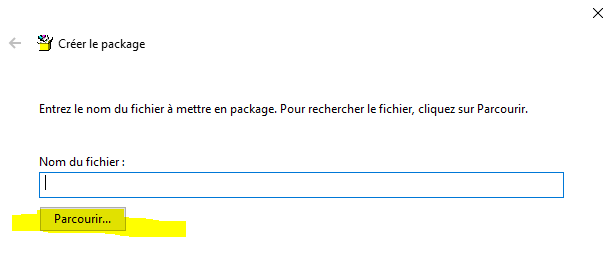 Créer le package
Entrez le nom du fichier à mettre en package. Pour rechercher le fichier, cliquez sur Parcourir.
Nom du fichier :
Parcourir...